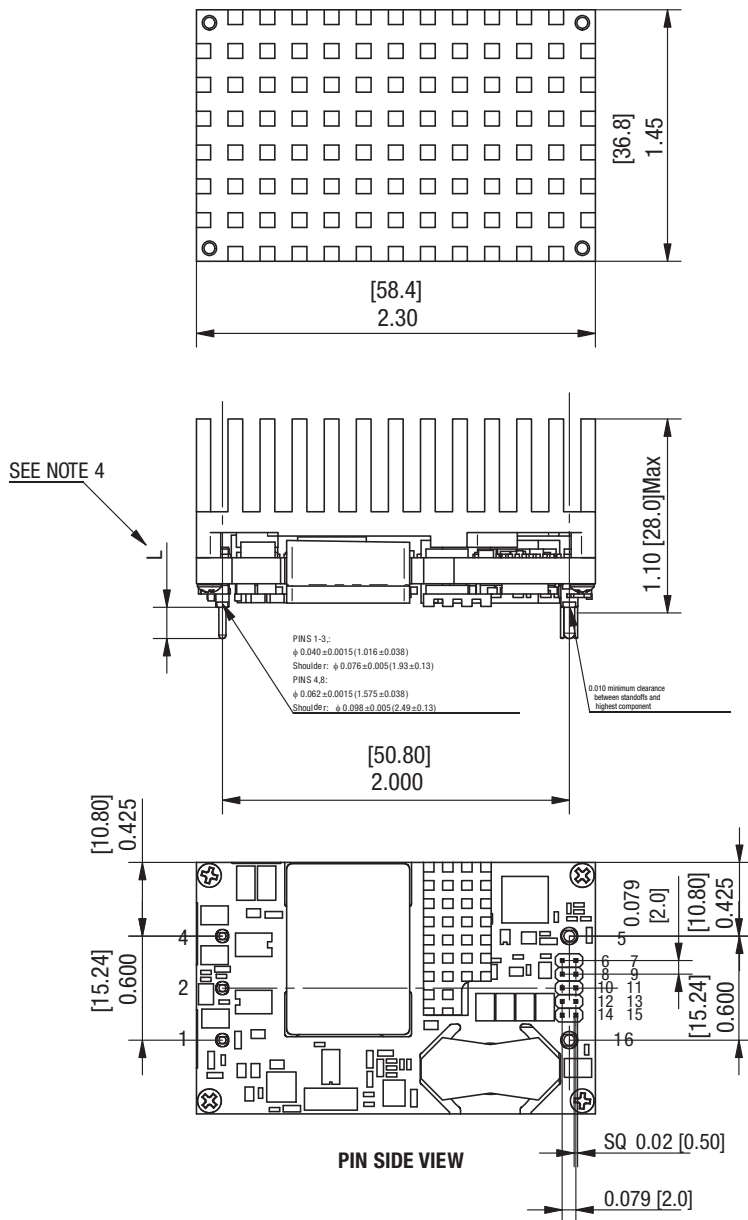 [36.8]
1.45
[58.4]
2.30
SEE NOTE 4
L
1.10 [28.0]Max
PINS 1-3,:
ϕ 0.040 ±0.0015(1.016 ±0.038)
Shoulder: ϕ 0.076 ±0.005(1.93 ±0.13)
PINS 4,8:
ϕ 0.062 ±0.0015(1.575 ±0.038)
Shoulder: ϕ 0.098 ±0.005(2.49 ±0.13)
0.010 minimum clearance
between standoffs and
highest component
[50.80]
2.000
[10.80]
0.425
[15.24]
0.600
0.079
[2.0]
[10.80]
0.425
[15.24]
0.600
4
2
1
5
6 7
8 9
10 11
12 13
14 15
16
PIN SIDE VIEW
SQ 0.02 [0.50]
0.079 [2.0]